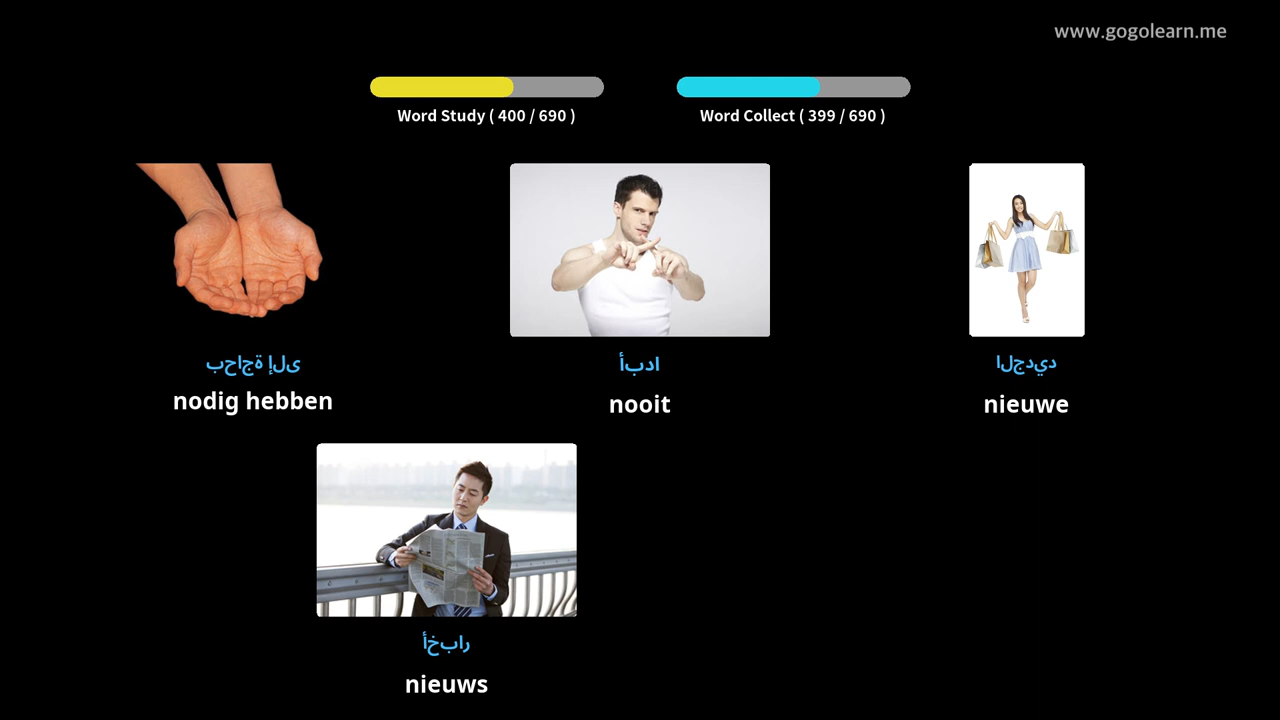 www.gogolearn.me
Word Study ( 400 / 690 )
Word Collect ( 399 / 690 )
بحاجة إلى
nodig hebben
أبدا
nooit
الجديد
nieuwe
أخبار
nieuws